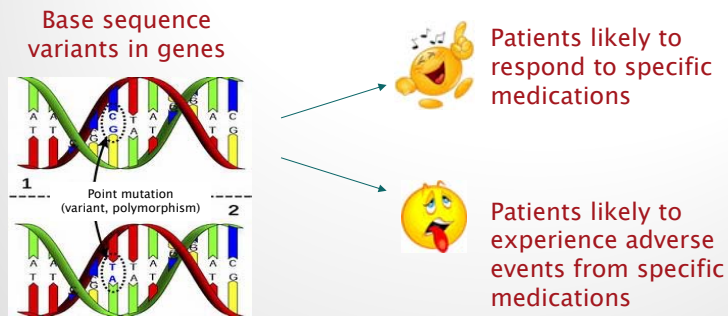 Base sequence
variants in genes
Patients likely to
respond to specific
medications
A A C T A A C
T T G G A T G G
1
Point mutation
(variant, polymorphism)
2
A A T T A A C
T T G A A T G G
Patients likely to
experience adverse
events from specific
medications